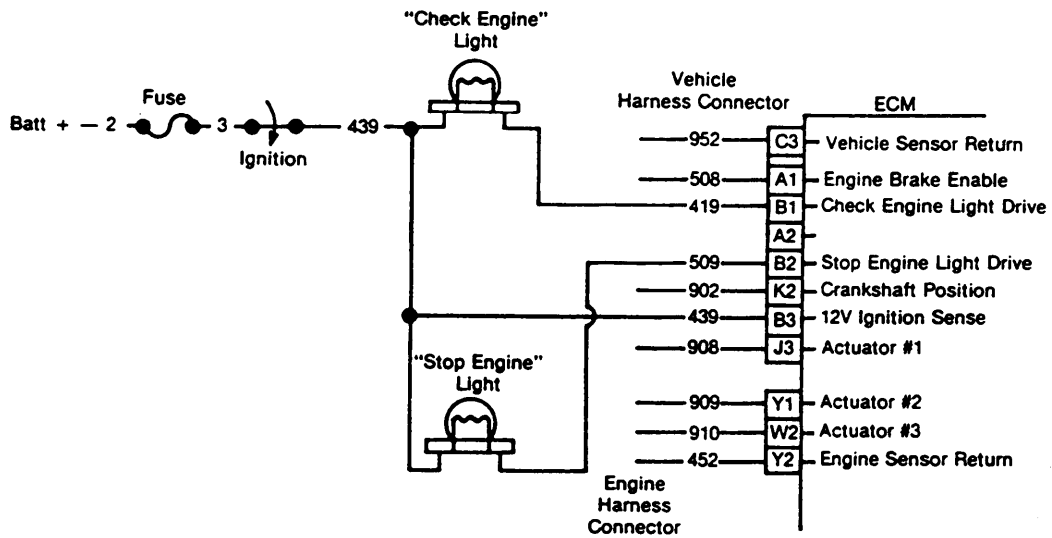 "Check Engine"
Light
Vehicle
Harness Connector
ECM
Fuse
Batt + – 2
3
439
Ignition
952 C3 Vehicle Sensor Return
508 A1 Engine Brake Enable
419 B1 Check Engine Light Drive
A2
509 B2 Stop Engine Light Drive
902 K2 Crankshaft Position
439 B3 12V Ignition Sense
908 J3 Actuator #1
"Stop Engine"
Light
909 Y1 Actuator #2
910 W2 Actuator #3
452 Y2 Engine Sensor Return
Engine
Harness
Connector